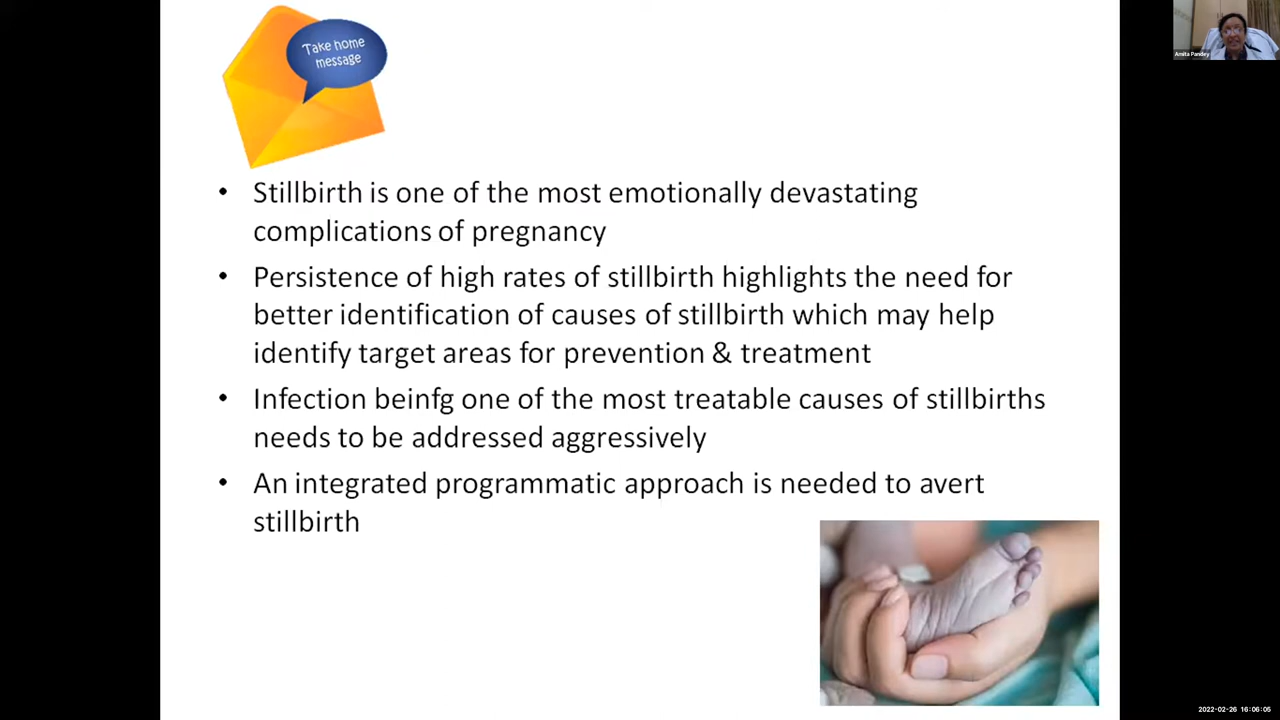 Take home
message
Amita Pandey
• Stillbirth is one of the most emotionally devastating
complications of pregnancy
• Persistence of high rates of stillbirth highlights the need for
better identification of causes of stillbirth which may help
identify target areas for prevention & treatment
• Infection beinfg one of the most treatable causes of stillbirths
needs to be addressed aggressively
• An integrated programmatic approach is needed to avert
stillbirth
2022-02-26 16:06:05